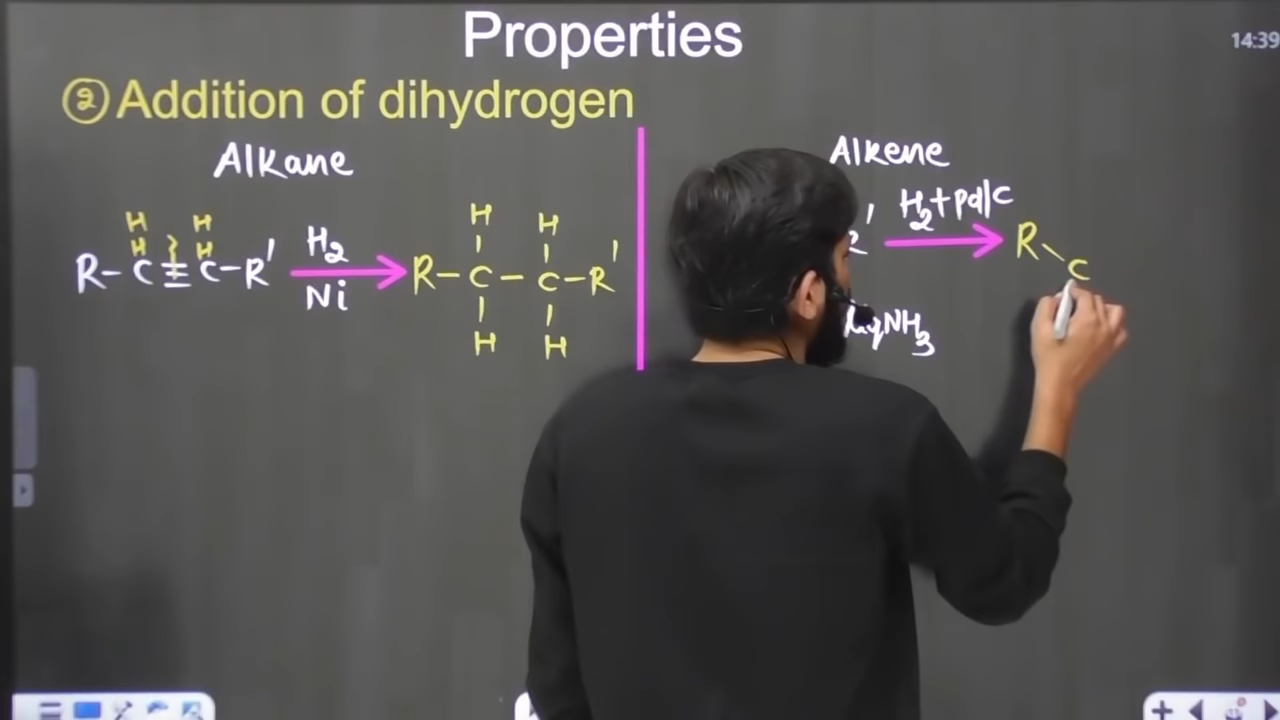 Properties
14:39
② Addition of dihydrogen
Alkane
H H
H H
R-C≡C-R' H₂ Ni
H H
R-C-C-R'
H H
Alkene
R' H₂+pd/c R C
NH₃